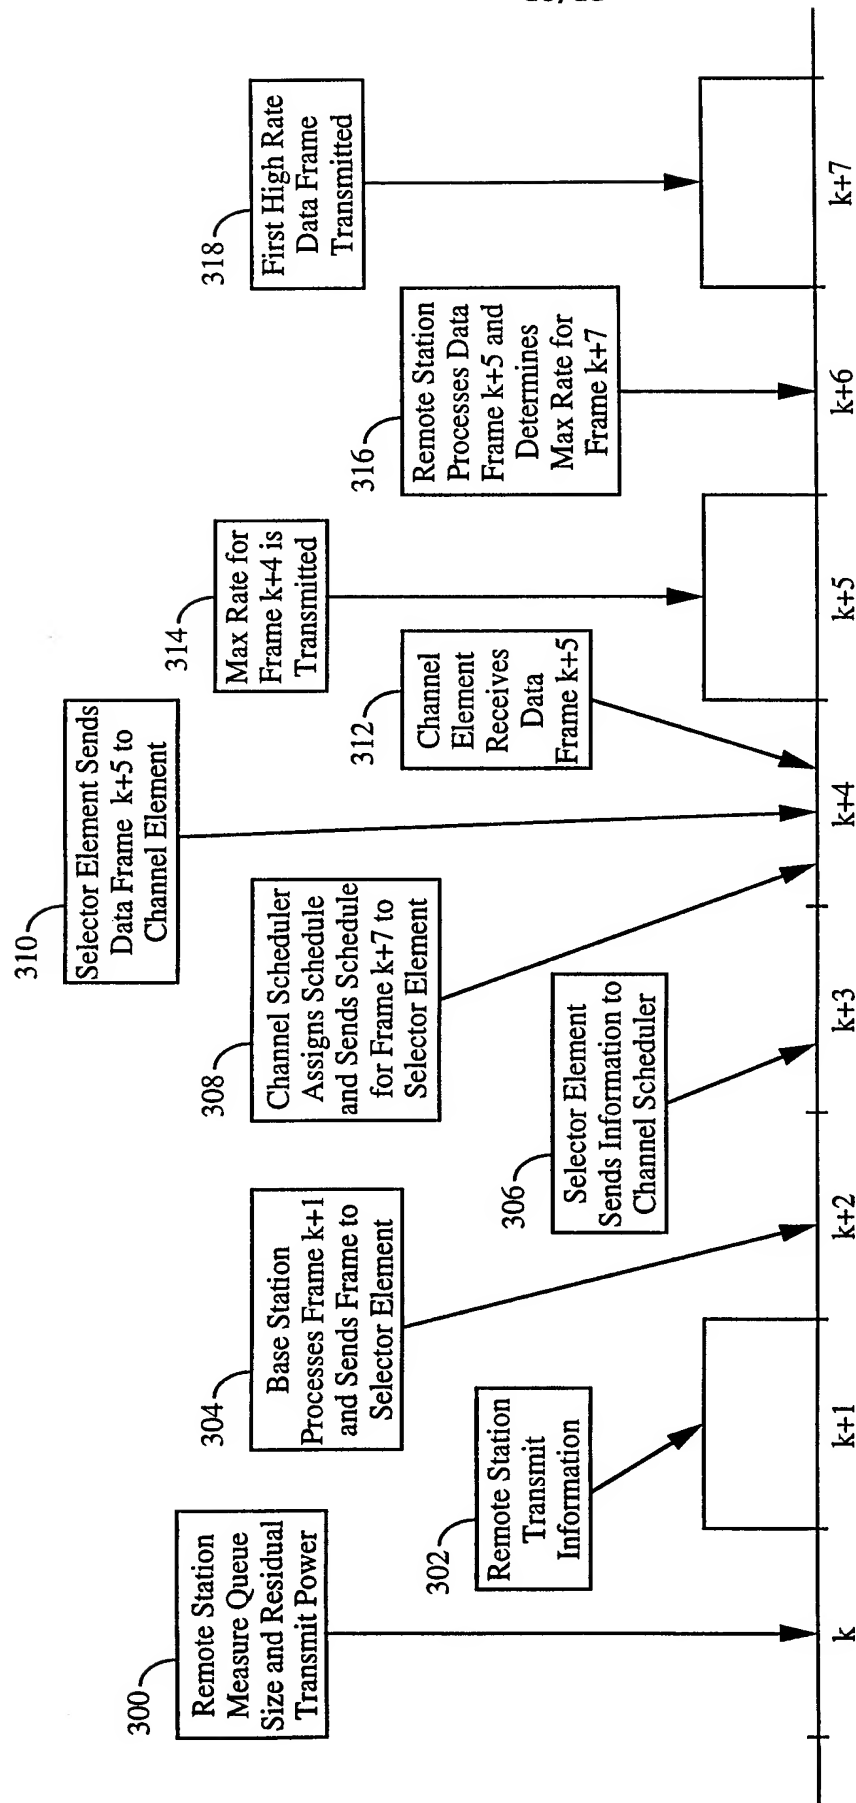 300
Remote Station
Measure Queue
Size and Residual
Transmit Power
302
Remote Station
Transmit
Information
304
Base Station
Processes Frame k+1
and Sends Frame to
Selector Element
306
Selector Element
Sends Information to
Channel Scheduler
308
Channel Scheduler
Assigns Schedule
and Sends Schedule
for Frame k+7 to
Selector Element
310
Selector Element Sends
Data Frame k+5 to
Channel Element
312
Channel
Element
Receives
Data
Frame k+5
314
Max Rate for
Frame k+4 is
Transmitted
316
Remote Station
Processes Data
Frame k+5 and
Determines
Max Rate for
Frame k+7
318
First High Rate
Data Frame
Transmitted
k
k+1
k+2
k+3
k+4
k+5
k+6
k+7